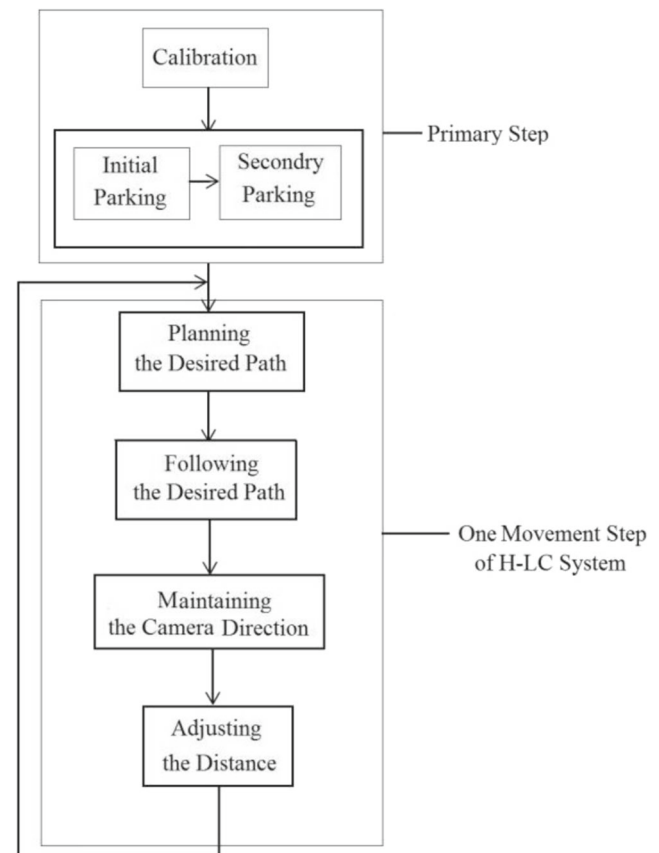 Calibration
Initial
Parking
Secondry
Parking
Primary Step
Planning
the Desired Path
Following
the Desired Path
One Movement Step
of H-LC System
Maintaining
the Camera Direction
Adjusting
the Distance